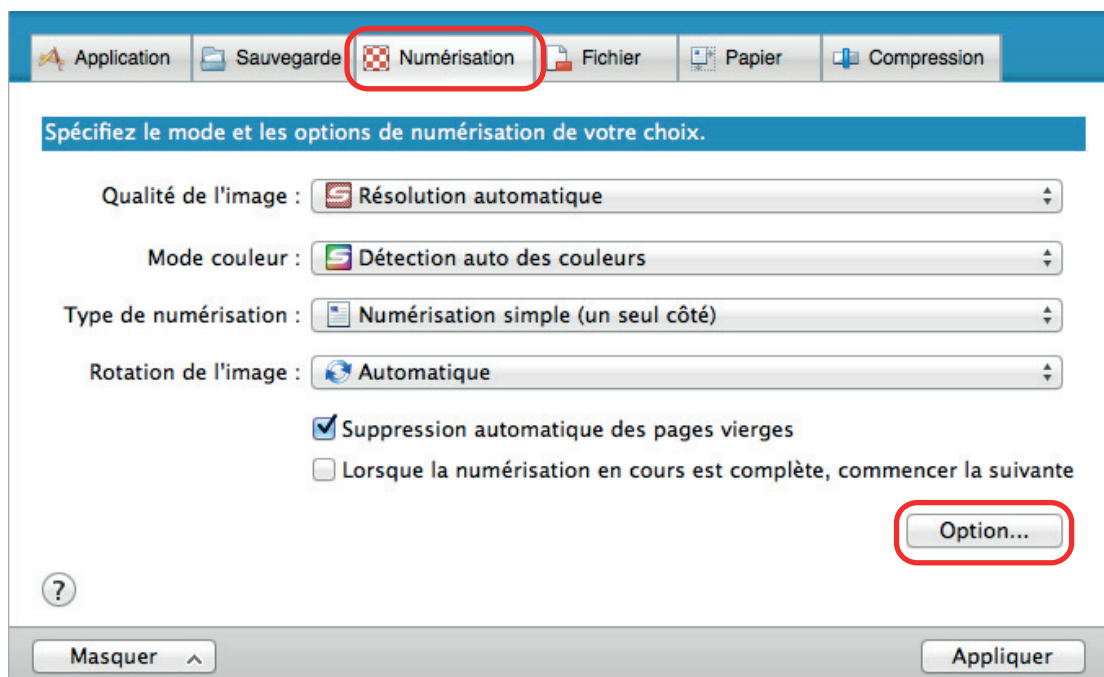 Application Sauvegarde Numérisation Fichier Papier Compression
Spécifiez le mode et les options de numérisation de votre choix.
Qualité de l'image : Résolution automatique
Mode couleur : Détection auto des couleurs
Type de numérisation : Numérisation simple (un seul côté)
Rotation de l'image : Automatique
Suppression automatique des pages vierges
Lorsque la numérisation en cours est complète, commencer la suivante
Option...
?
Masquer Appliquer